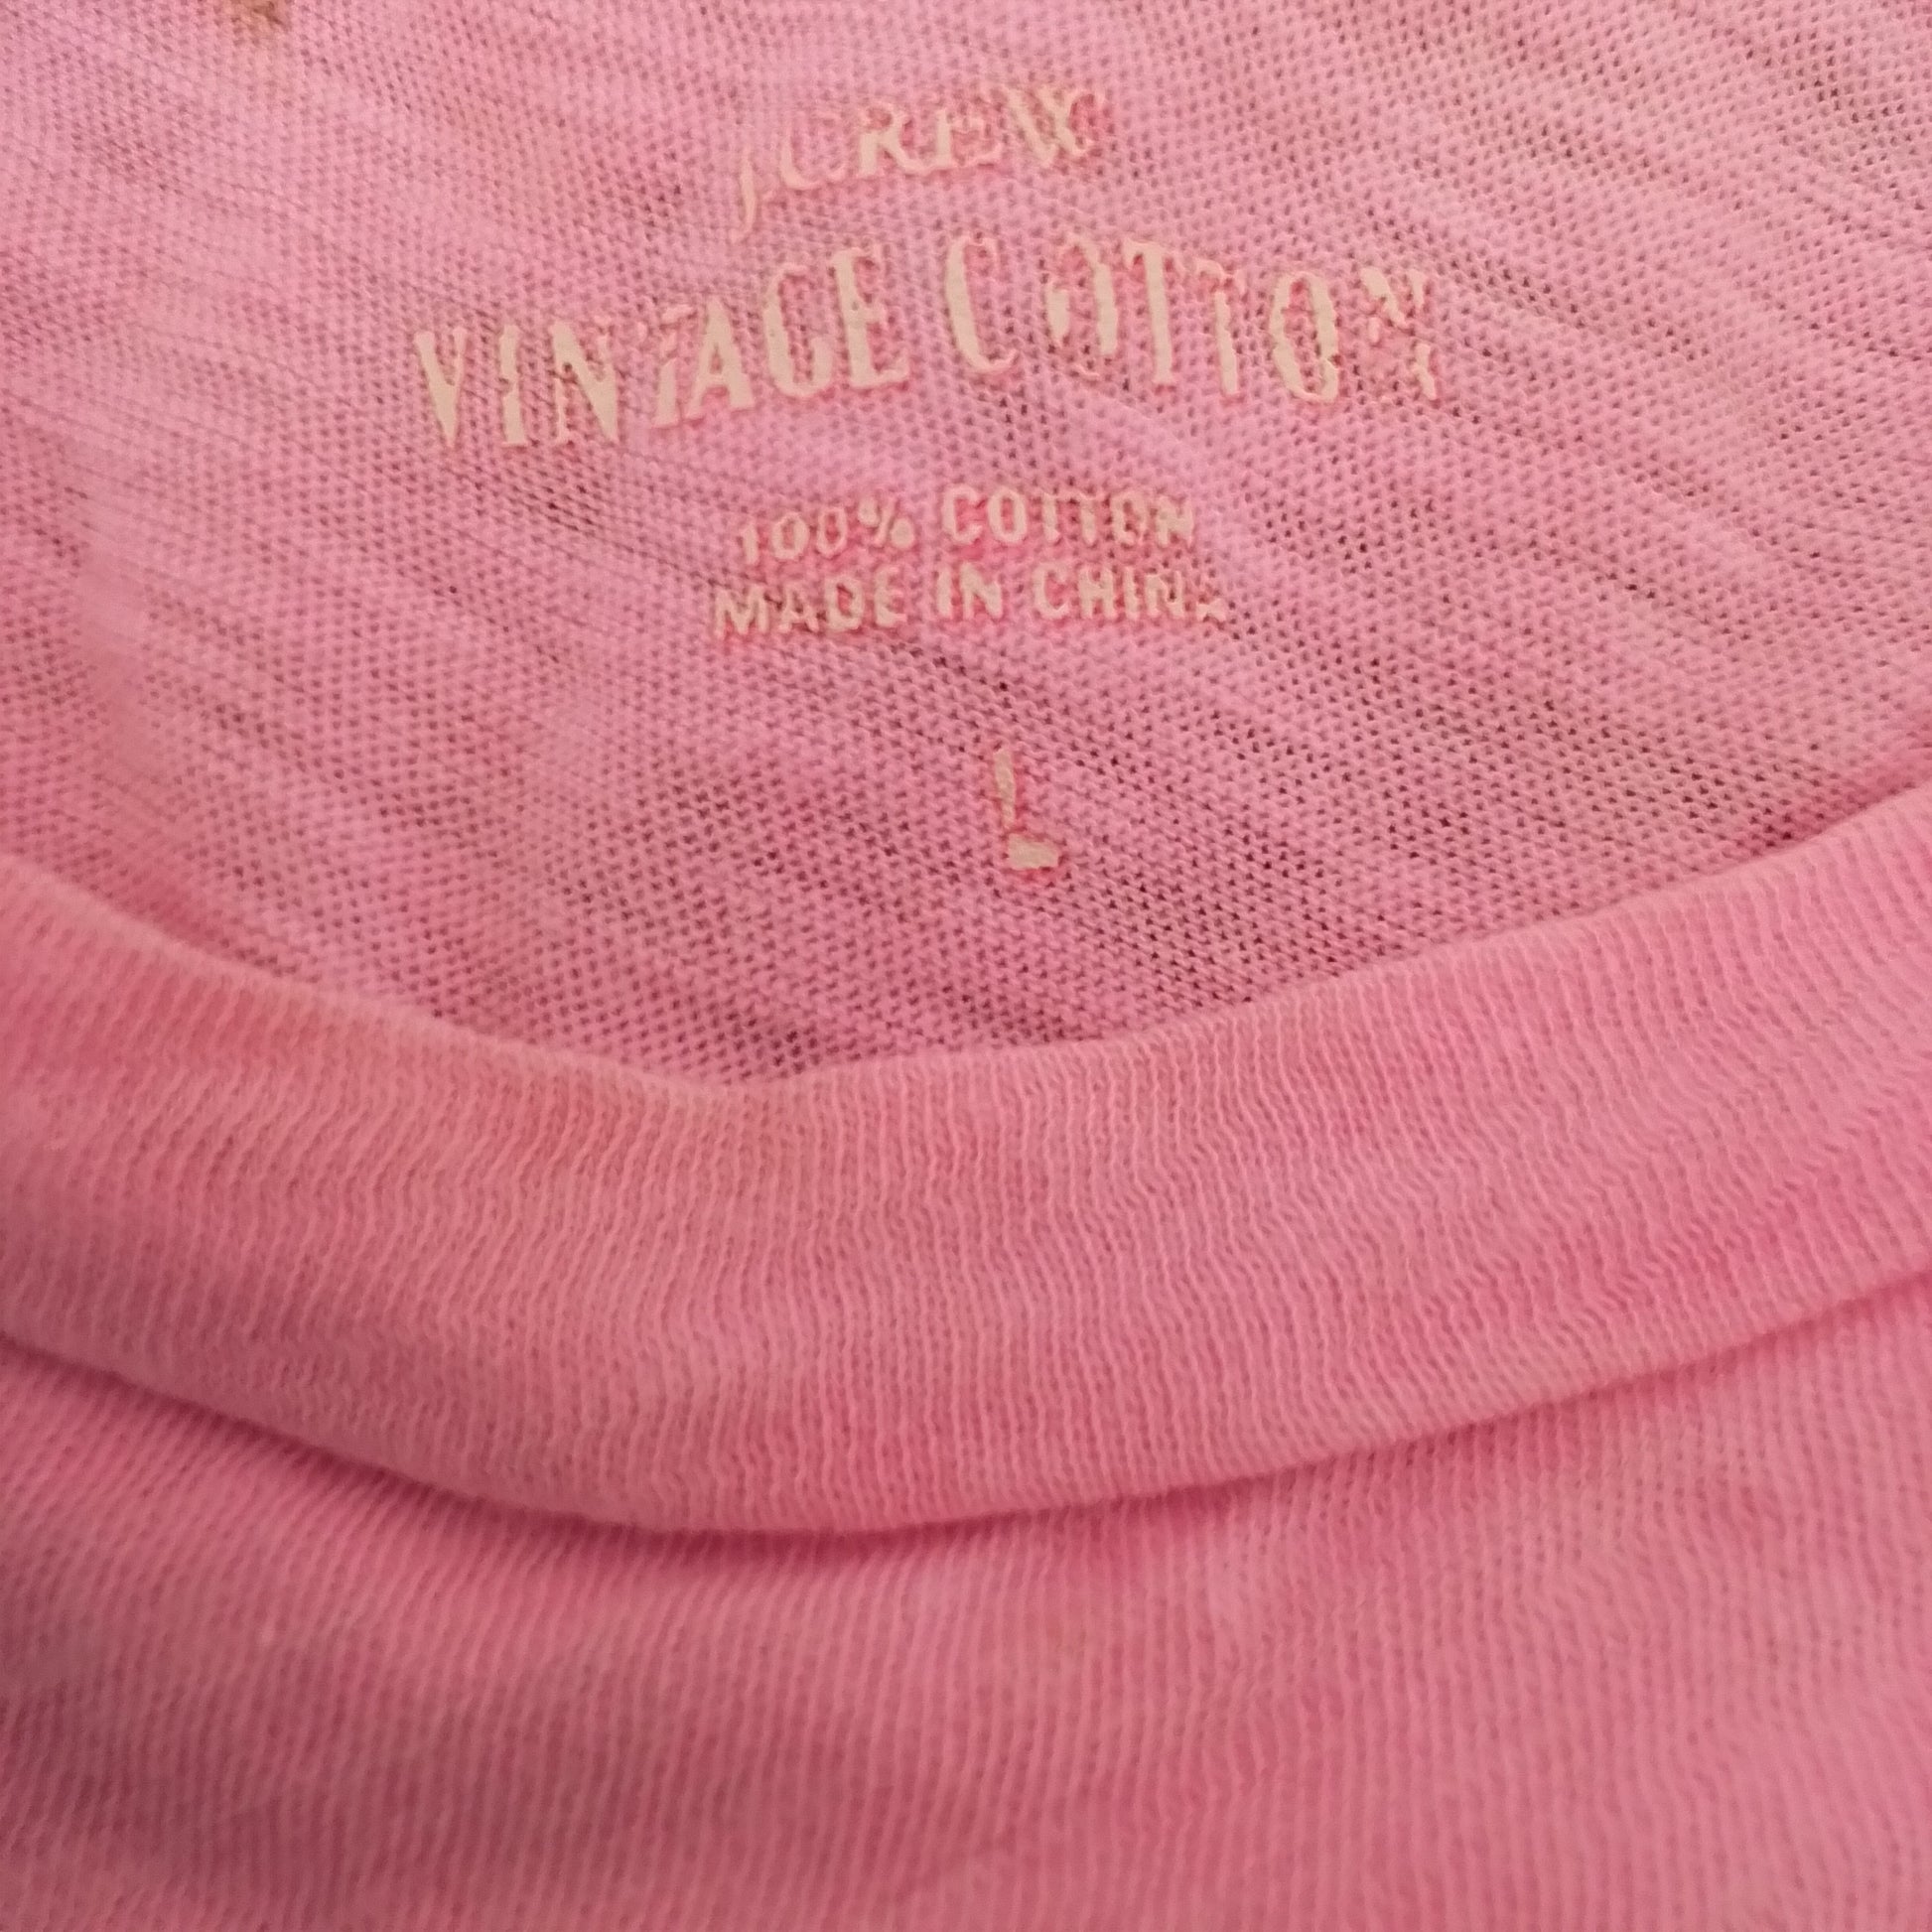 J.CREW
VINTAGE COTTON
100% COTTON
MADE IN CHINA
L